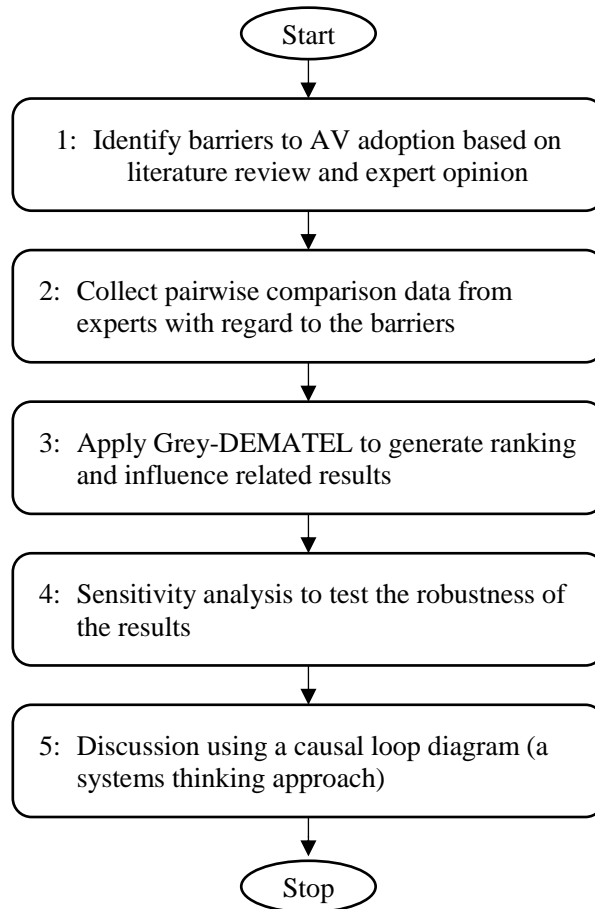 Start
1: Identify barriers to AV adoption based on
literature review and expert opinion
2: Collect pairwise comparison data from
experts with regard to the barriers
3: Apply Grey-DEMATEL to generate ranking
and influence related results
4: Sensitivity analysis to test the robustness of
the results
5: Discussion using a causal loop diagram (a
systems thinking approach)
Stop